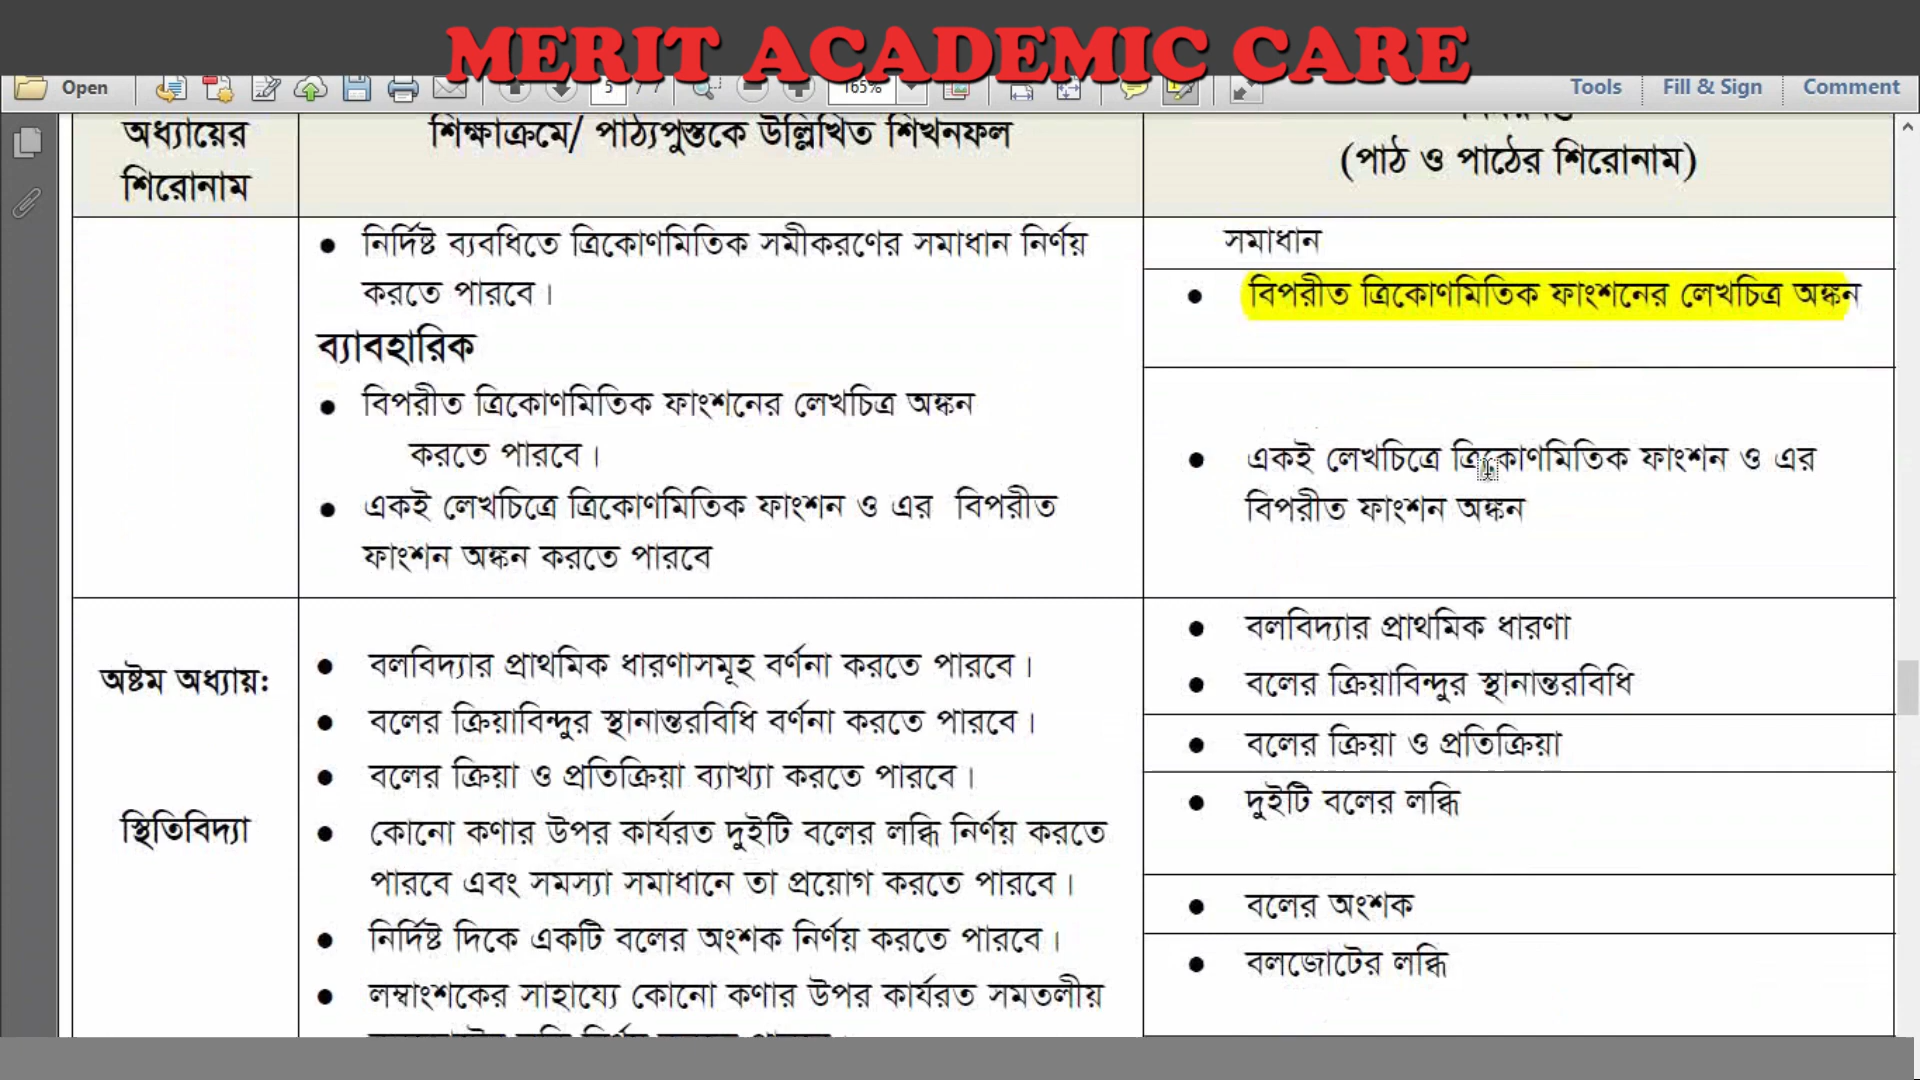 MERIT ACADEMIC CARE
Open
5 / 7
165%
Tools
Fill & Sign
Comment
অধ্যায়ের
শিরোনাম
শিক্ষাক্রমে/ পাঠ্যপুস্তকে উল্লিখিত শিখনফল
(পাঠ ও পাঠের শিরোনাম)
● নির্দিষ্ট ব্যবধিতে ত্রিকোণমিতিক সমীকরণের সমাধান নির্ণয়
করতে পারবে।
ব্যাবহারিক
● বিপরীত ত্রিকোণমিতিক ফাংশনের লেখচিত্র অঙ্কন
করতে পারবে।
● একই লেখচিত্রে ত্রিকোণমিতিক ফাংশন ও এর বিপরীত
ফাংশন অঙ্কন করতে পারবে
সমাধান
● বিপরীত ত্রিকোণমিতিক ফাংশনের লেখচিত্র অঙ্কন
● একই লেখচিত্রে ত্রিকোণমিতিক ফাংশন ও এর
বিপরীত ফাংশন অঙ্কন
অষ্টম অধ্যায়:
স্থিতিবিদ্যা
● বলবিদ্যার প্রাথমিক ধারণাসমূহ বর্ণনা করতে পারবে।
● বলের ক্রিয়াবিন্দুর স্থানান্তরবিধি বর্ণনা করতে পারবে।
● বলের ক্রিয়া ও প্রতিক্রিয়া ব্যাখ্যা করতে পারবে।
● কোনো কণার উপর কার্যরত দুইটি বলের লব্ধি নির্ণয় করতে
পারবে এবং সমস্যা সমাধানে তা প্রয়োগ করতে পারবে।
● নির্দিষ্ট দিকে একটি বলের অংশক নির্ণয় করতে পারবে।
● লম্বাংশকের সাহায্যে কোনো কণার উপর কার্যরত সমতলীয়
● বলবিদ্যার প্রাথমিক ধারণা
● বলের ক্রিয়াবিন্দুর স্থানান্তরবিধি
● বলের ক্রিয়া ও প্রতিক্রিয়া
● দুইটি বলের লব্ধি
● বলের অংশক
● বলজোটের লব্ধি